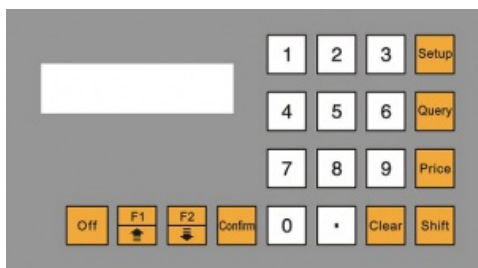 1 2 3 Setup
4 5 6 Query
7 8 9 Price
Off F1 F2 Confirm 0 . Clear Shift